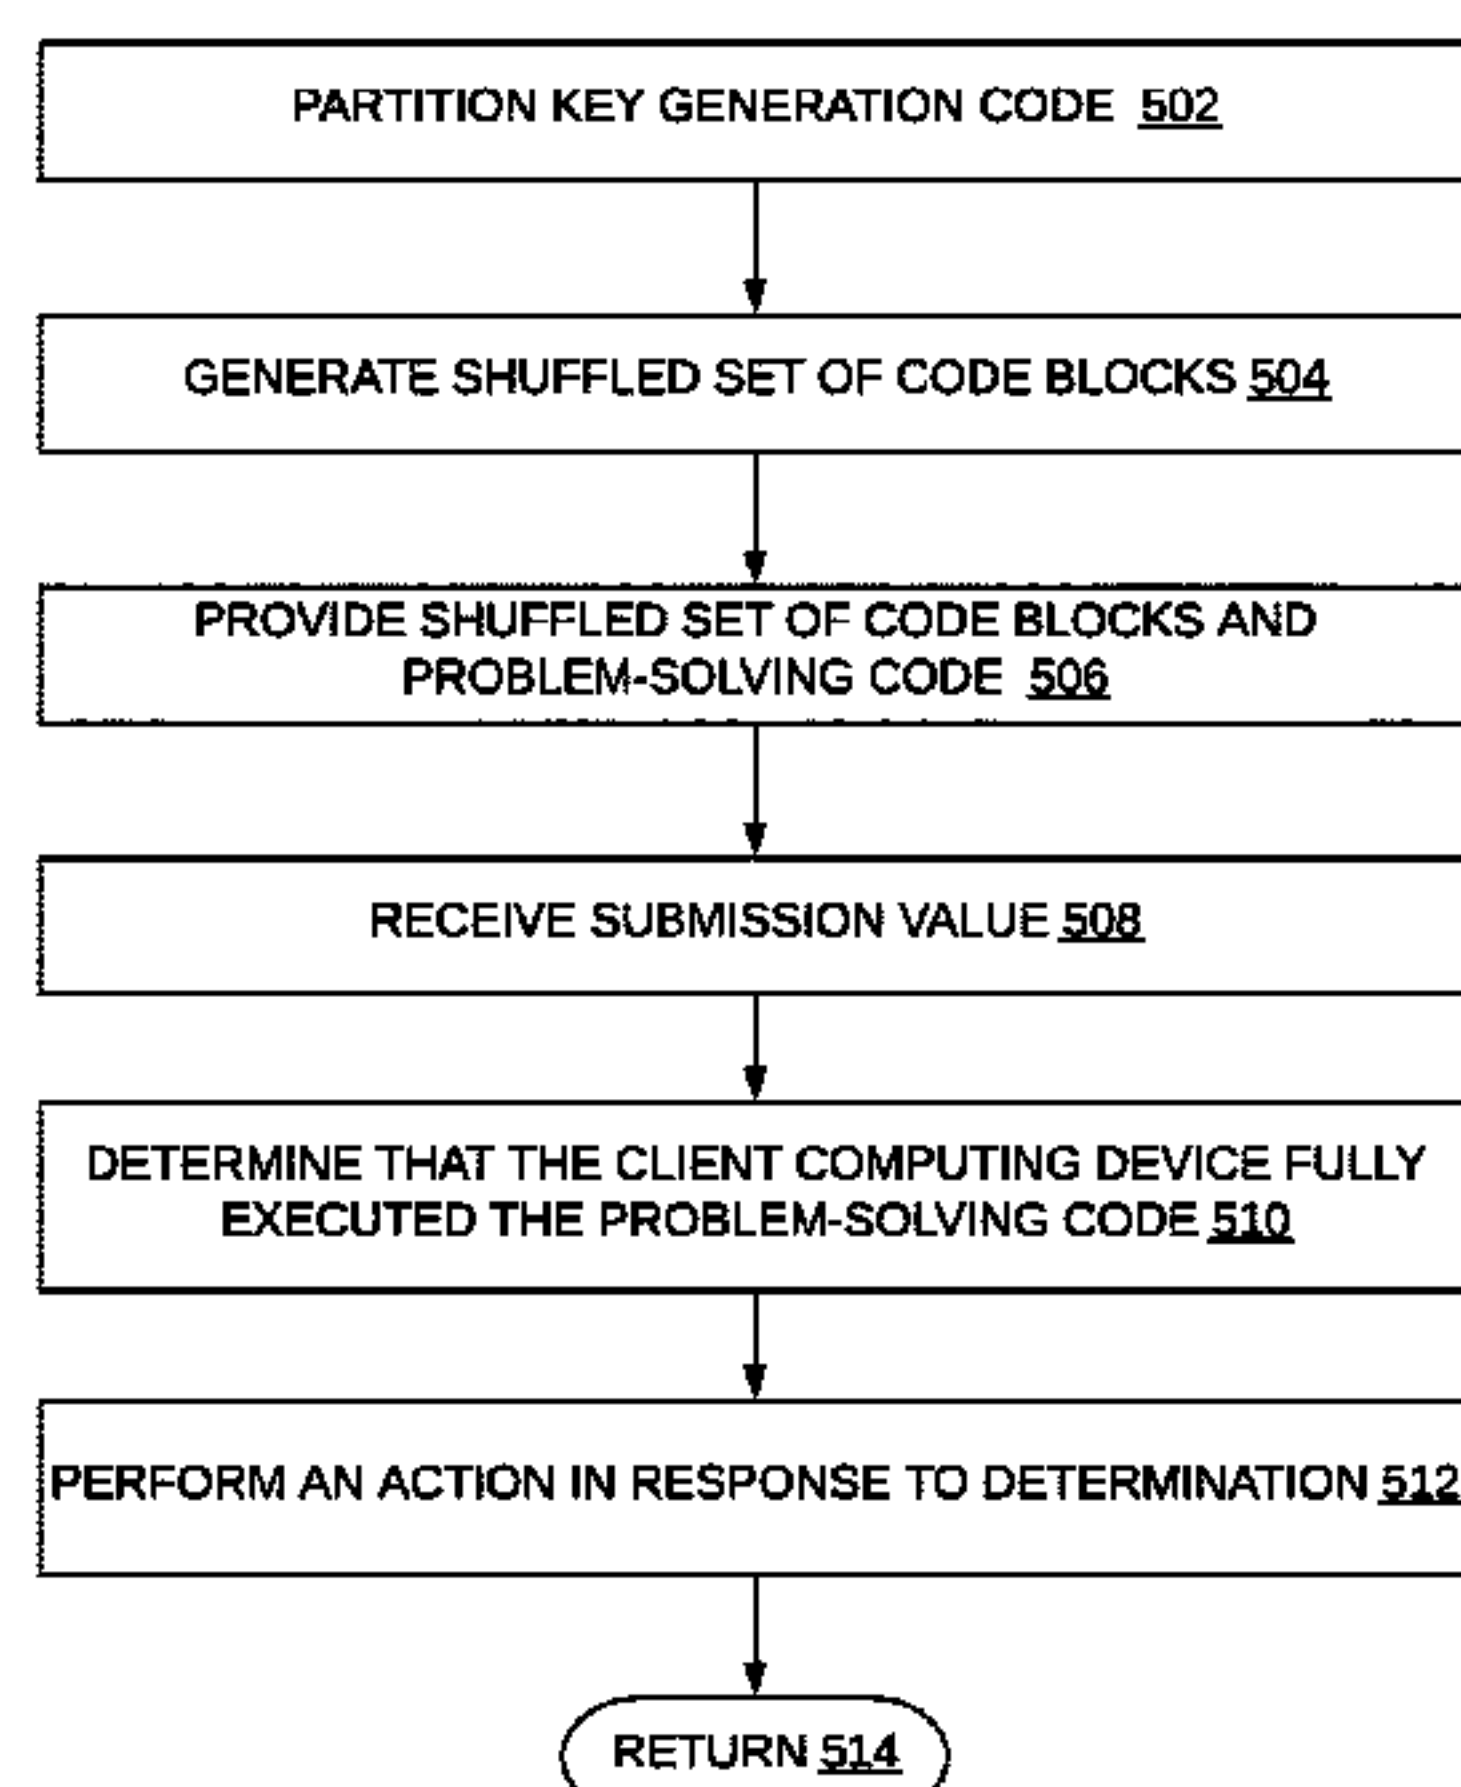 PARTITION KEY GENERATION CODE 502
GENERATE SHUFFLED SET OF CODE BLOCKS 504
PROVIDE SHUFFLED SET OF CODE BLOCKS AND
PROBLEM-SOLVING CODE 506
RECEIVE SUBMISSION VALUE 508
DETERMINE THAT THE CLIENT COMPUTING DEVICE FULLY
EXECUTED THE PROBLEM-SOLVING CODE 510
PERFORM AN ACTION IN RESPONSE TO DETERMINATION 512
RETURN 514